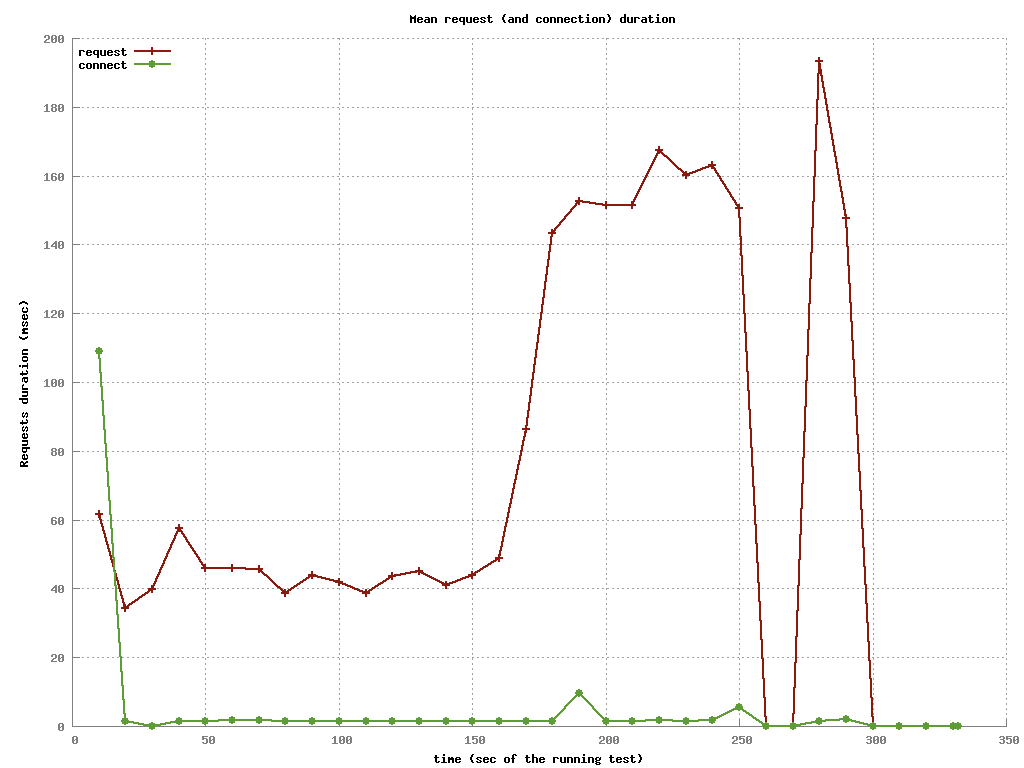 Mean request (and connection) duration
request
connect
200
180
160
140
120
100
80
60
40
20
0
Requests duration (msec)
0 50 100 150 200 250 300 350
time (sec of the running test)